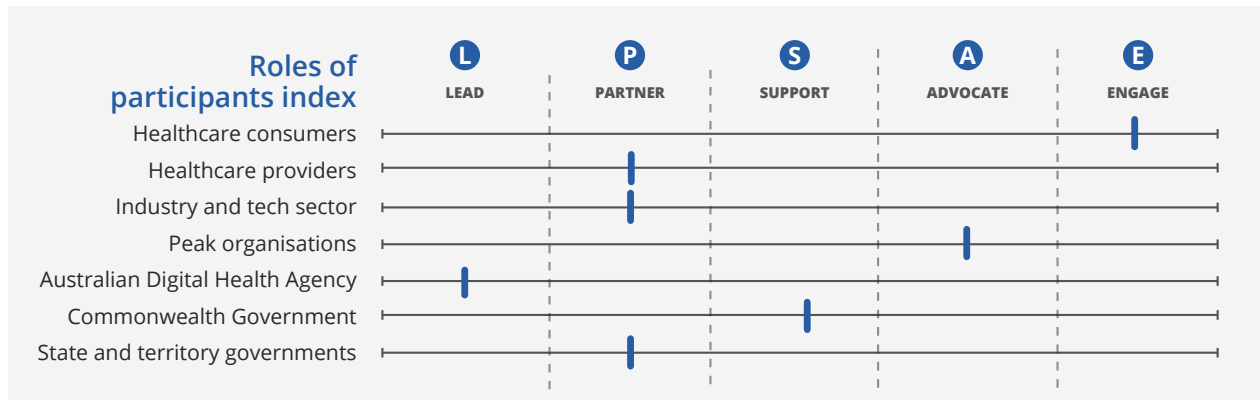 Roles of
participants index
L
P
S
A
E
LEAD
PARTNER
SUPPORT
ADVOCATE
ENGAGE
Healthcare consumers
Healthcare providers
Industry and tech sector
Peak organisations
Australian Digital Health Agency
Commonwealth Government
State and territory governments